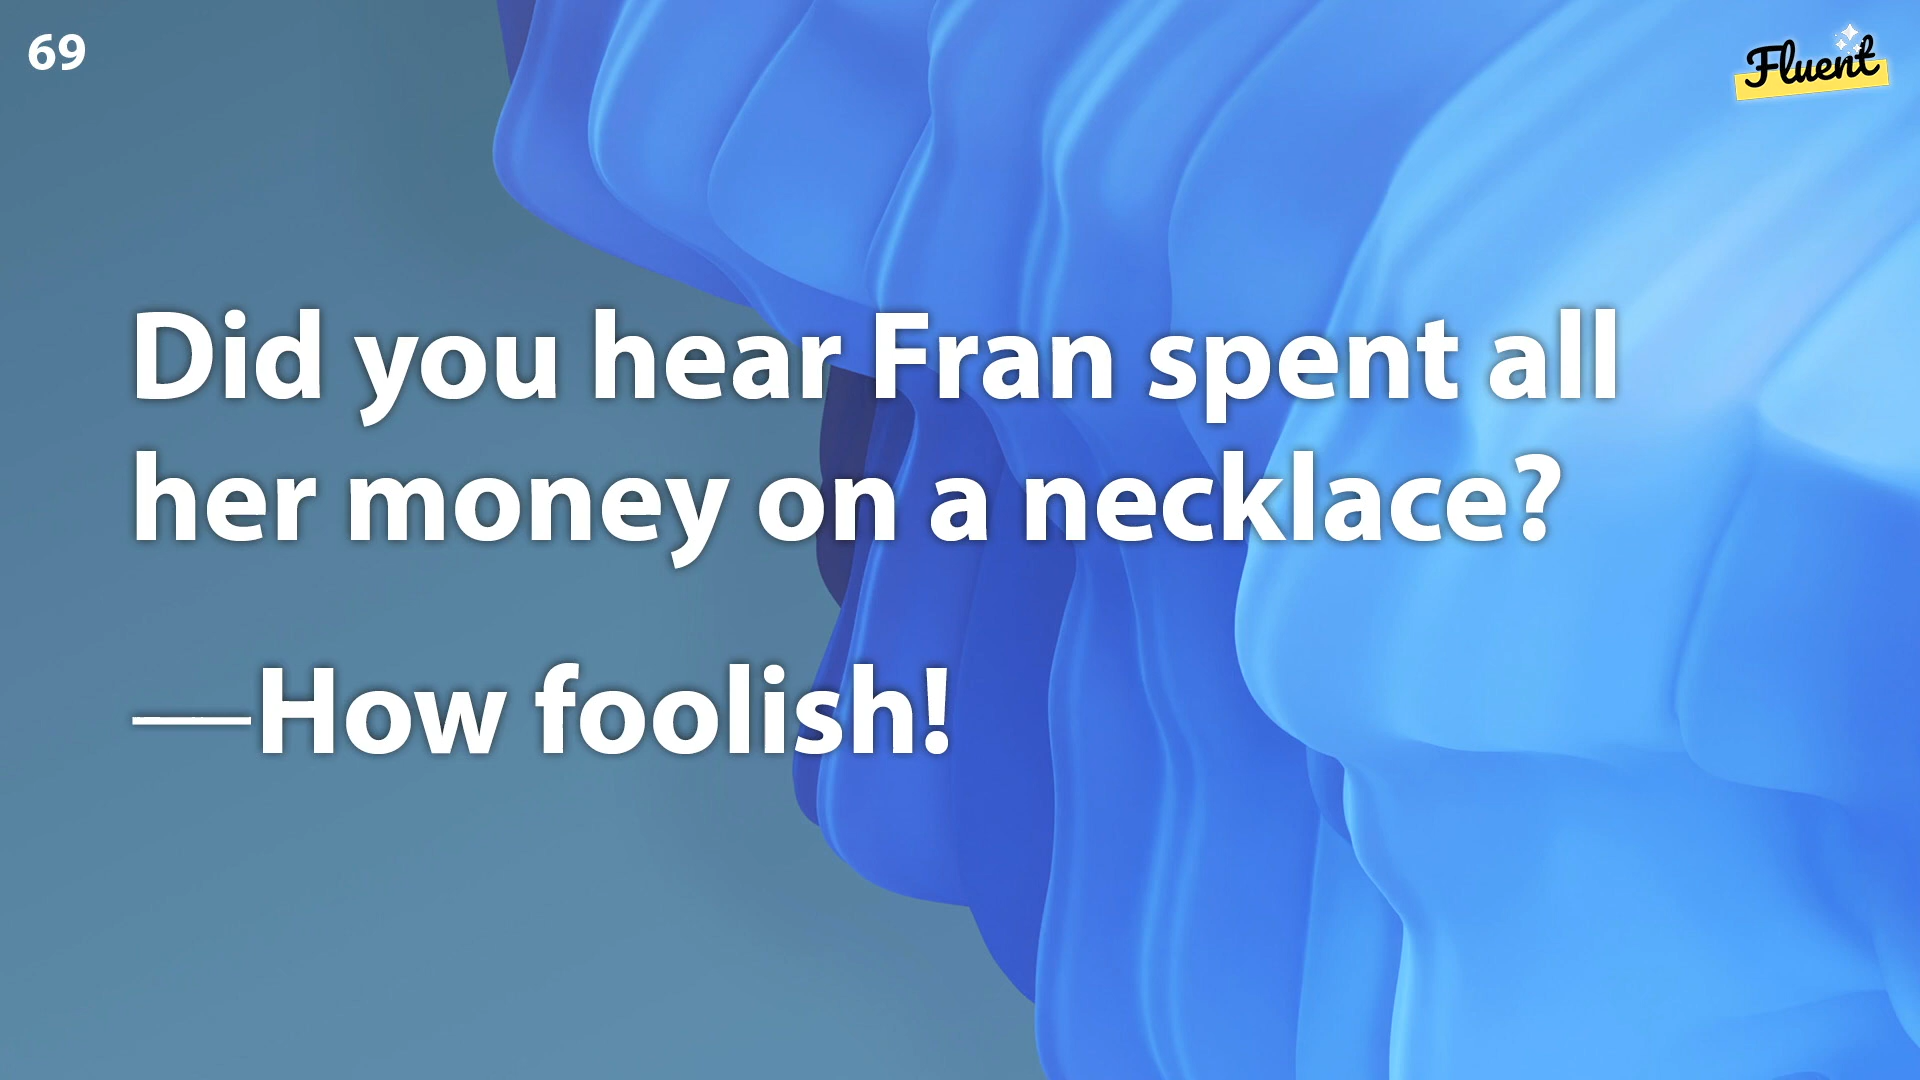 69
Fluent
Did you hear Fran spent all
her money on a necklace?
—How foolish!